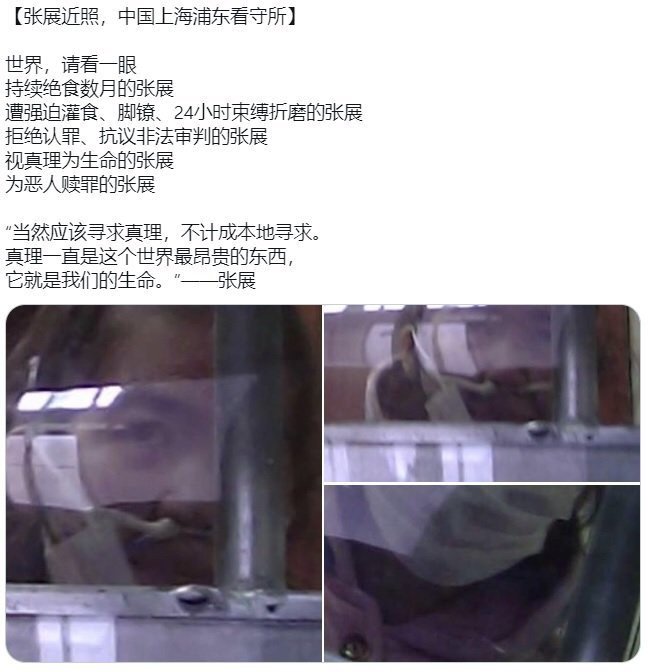 【张展近照，中国上海浦东看守所】
世界，请看一眼
持续绝食数月的张展
遭强迫灌食、脚镣、24小时束缚折磨的张展
拒绝认罪、抗议非法审判的张展
视真理为生命的张展
为恶人赎罪的张展
“当然应该寻求真理，不计成本地寻求。
真理一直是这个世界最昂贵的东西，
它就是我们的生命。”——张展